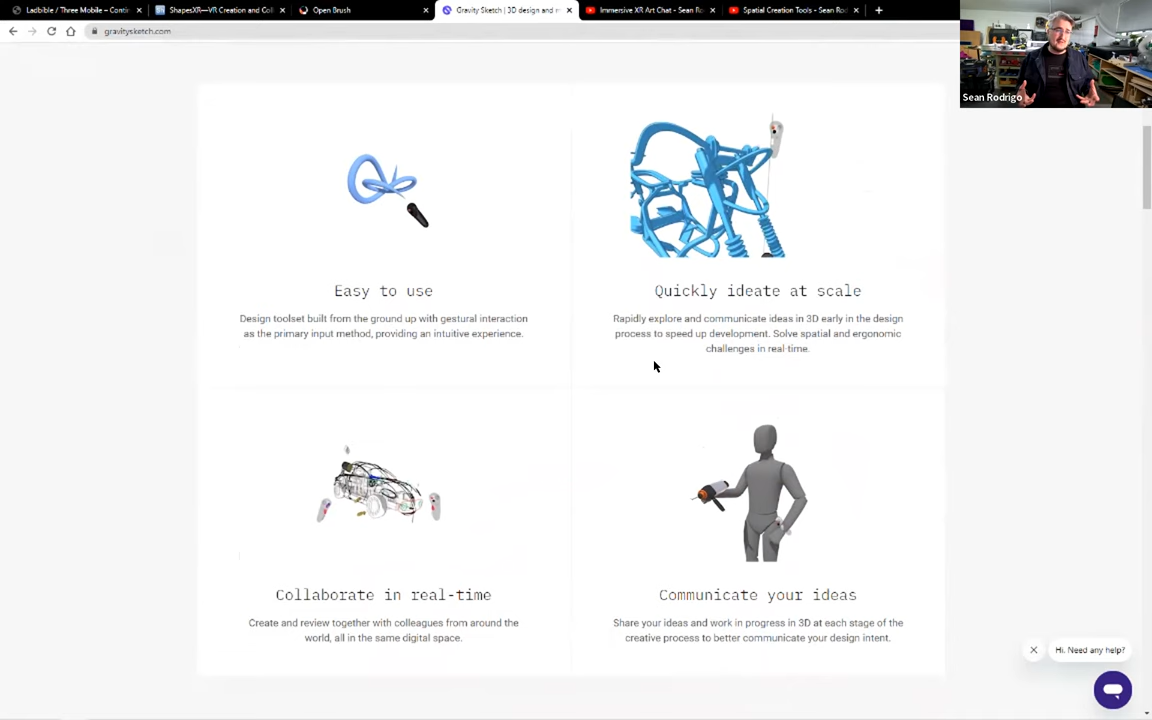 Ladbible / Three Mobile – Contin
ShapesXR—VR Creation and Coll
Open Brush
Gravity Sketch | 3D design and m
Immersive XR Art Chat - Sean Ro
Spatial Creation Tools - Sean Rod
gravitysketch.com
Sean Rodrigo
Easy to use
Design toolset built from the ground up with gestural interaction
as the primary input method, providing an intuitive experience.
Quickly ideate at scale
Rapidly explore and communicate ideas in 3D early in the design
process to speed up development. Solve spatial and ergonomic
challenges in real-time.
Collaborate in real-time
Create and review together with colleagues from around the
world, all in the same digital space.
Communicate your ideas
Share your ideas and work in progress in 3D at each stage of the
creative process to better communicate your design intent.
Hi. Need any help?